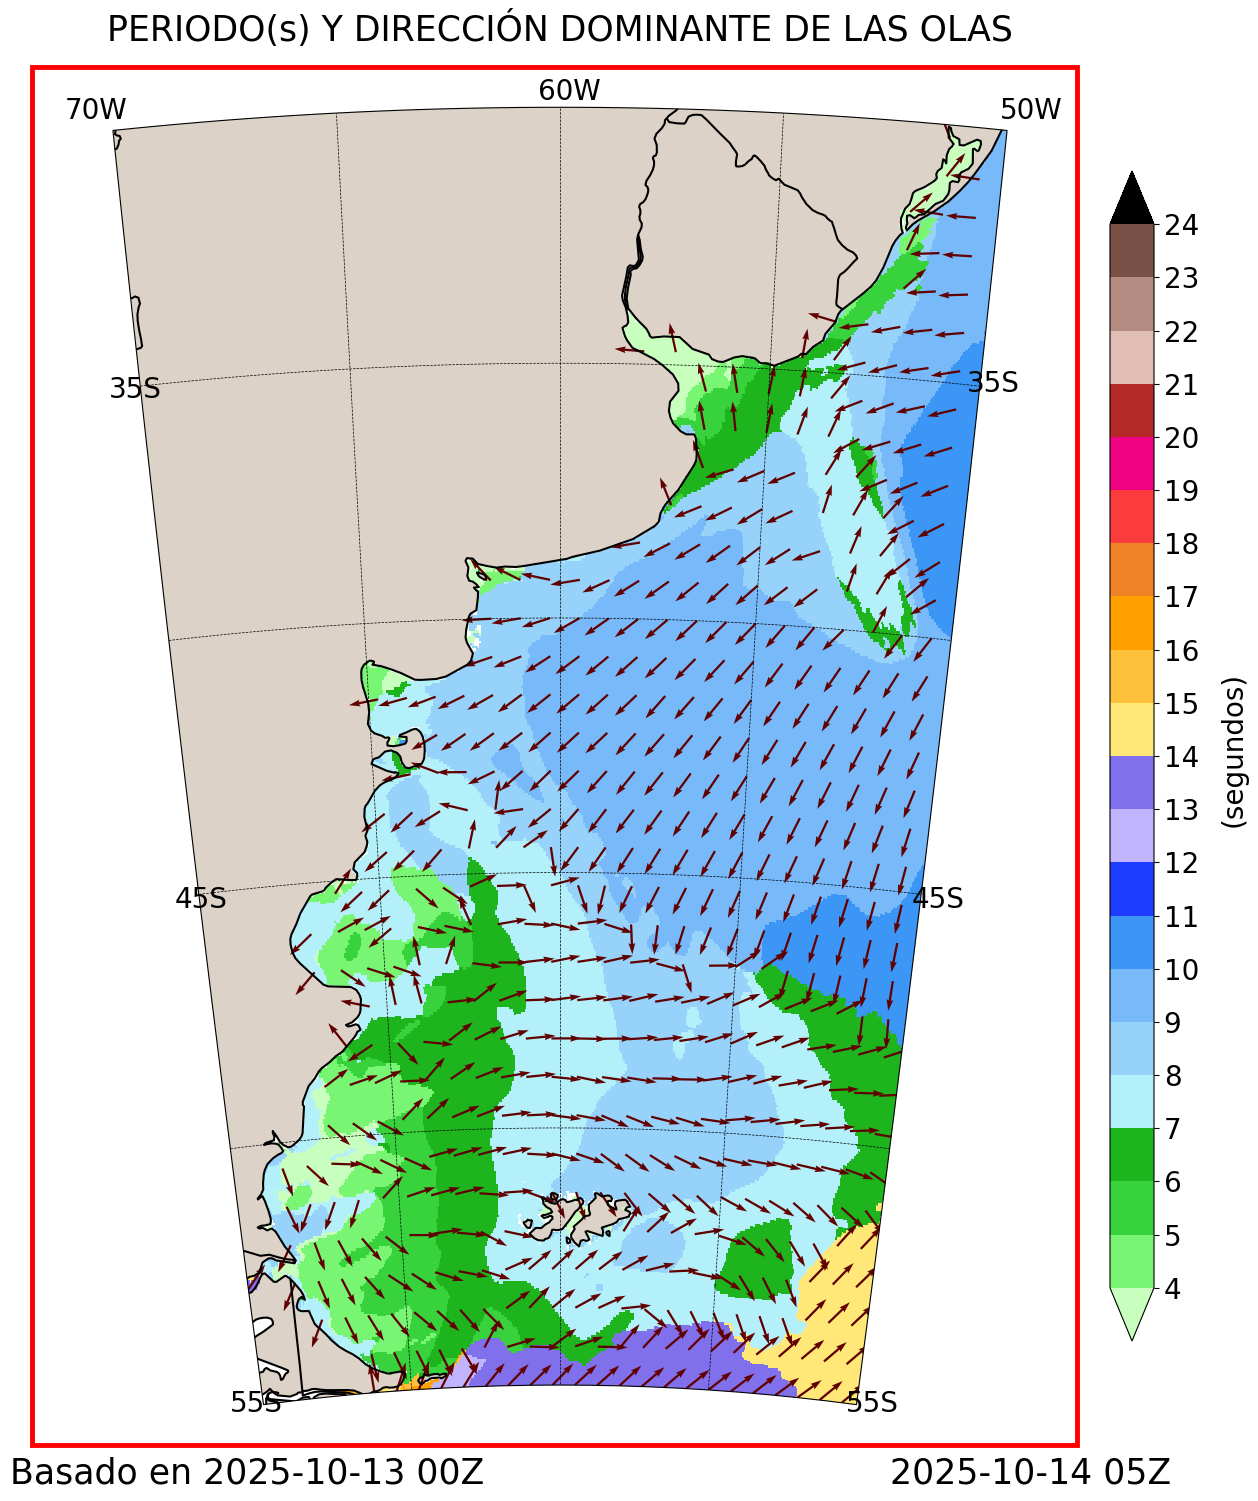 PERIODO(s) Y DIRECCIÓN DOMINANTE DE LAS OLAS
70W
60W
50W
35S
35S
45S
45S
55S
55S
24
23
22
21
20
19
18
17
16
15
14
13
12
11
10
9
8
7
6
5
4
(segundos)
Basado en 2025-10-13 00Z
2025-10-14 05Z